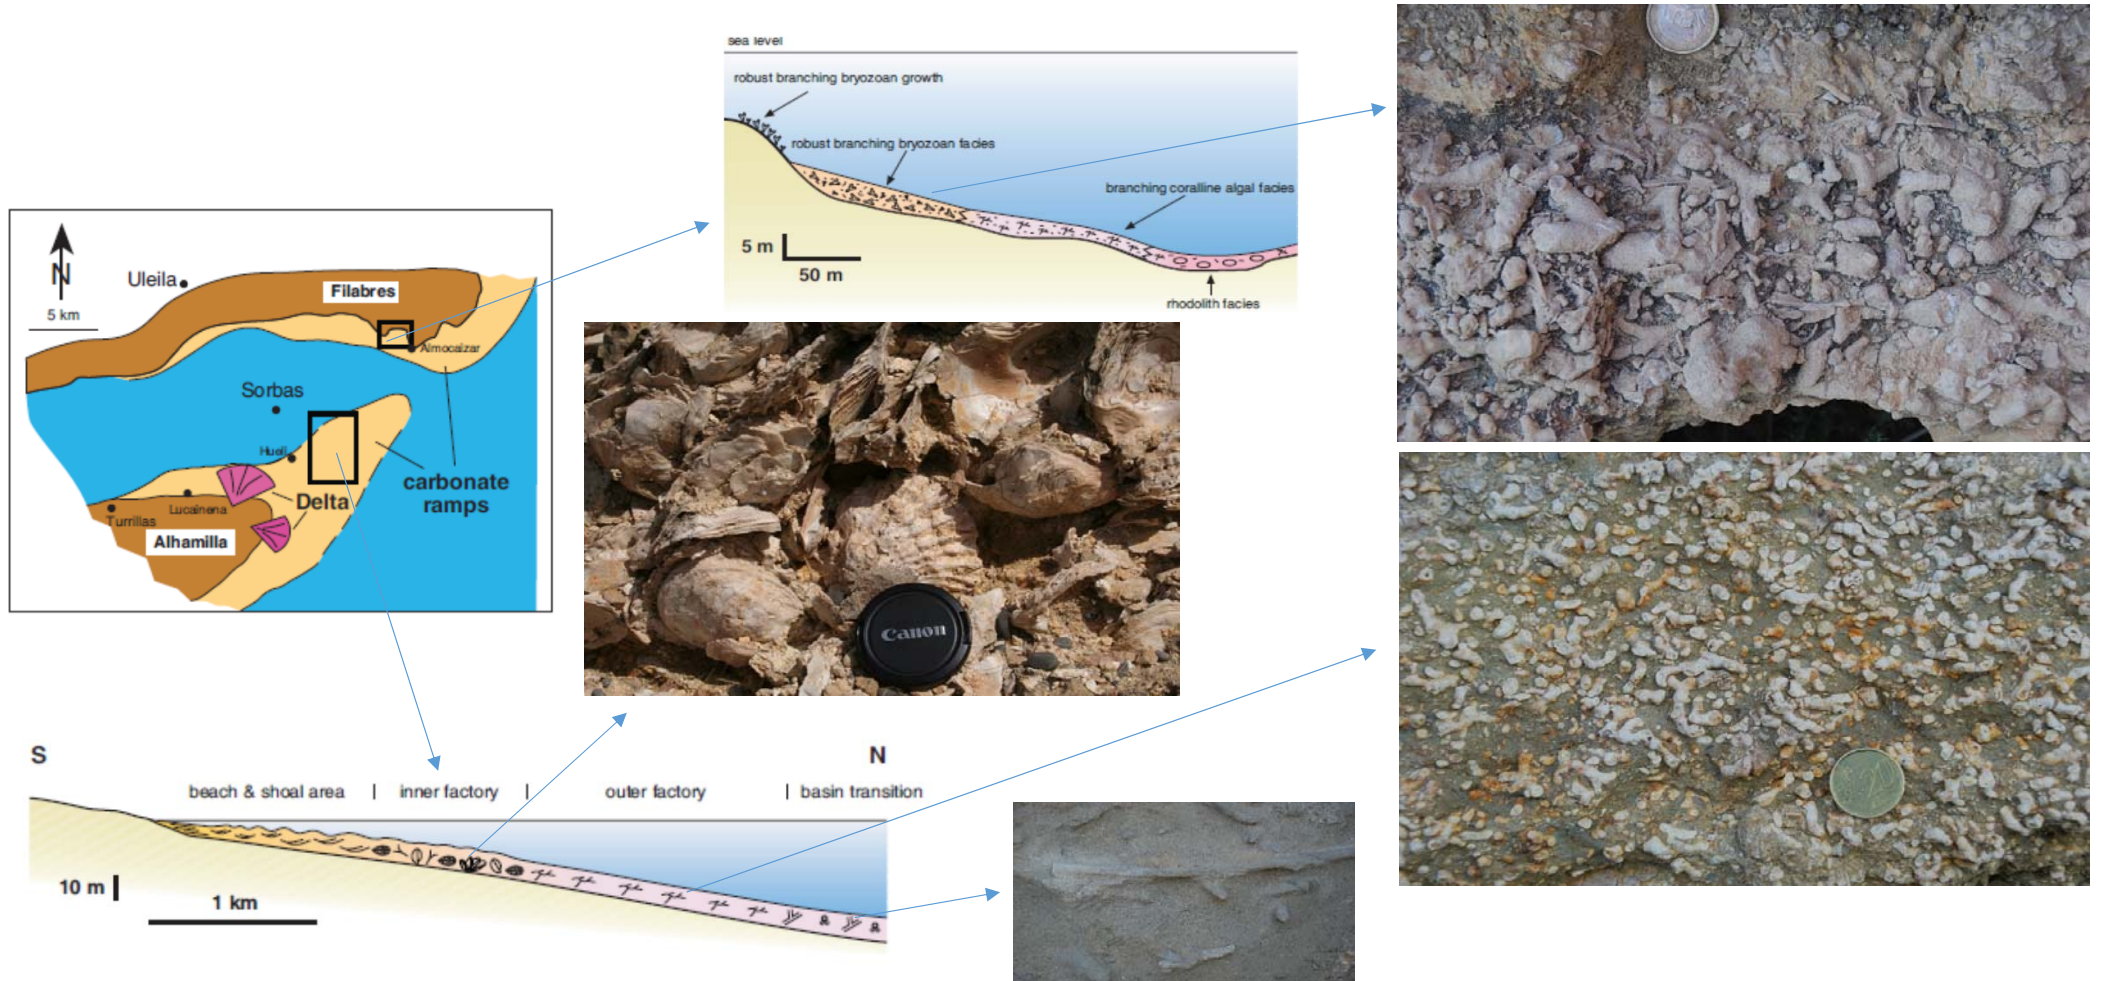 sea level
robust branching bryozoan growth
robust branching bryozoan facies
branching coralline algal facies
5 m
50 m
rhodolith facies
N
5 km
Uleila
Filabres
Almocaizar
Sorbas
Hueli
carbonate
ramps
Delta
Lucainena
Turrillas
Alhamilla
Canon
S
N
beach & shoal area
inner factory
outer factory
basin transition
10 m
1 km
20